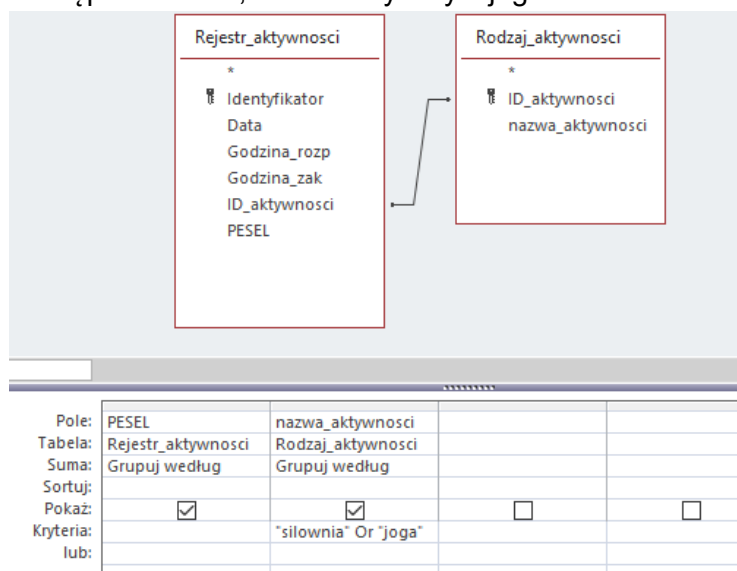 Rejestr_aktywnosci
*
Identyfikator
Data
Godzina_rozp
Godzina_zak
ID_aktywnosci
PESEL
Rodzaj_aktywnosci
*
ID_aktywnosci
nazwa_aktywnosci
Pole: PESEL nazwa_aktywnosci
Tabela: Rejestr_aktywnosci Rodzaj_aktywnosci
Suma: Grupuj według Grupuj według
Sortuj:
Pokaż:
Kryteria: "silownia" Or "joga"
lub: